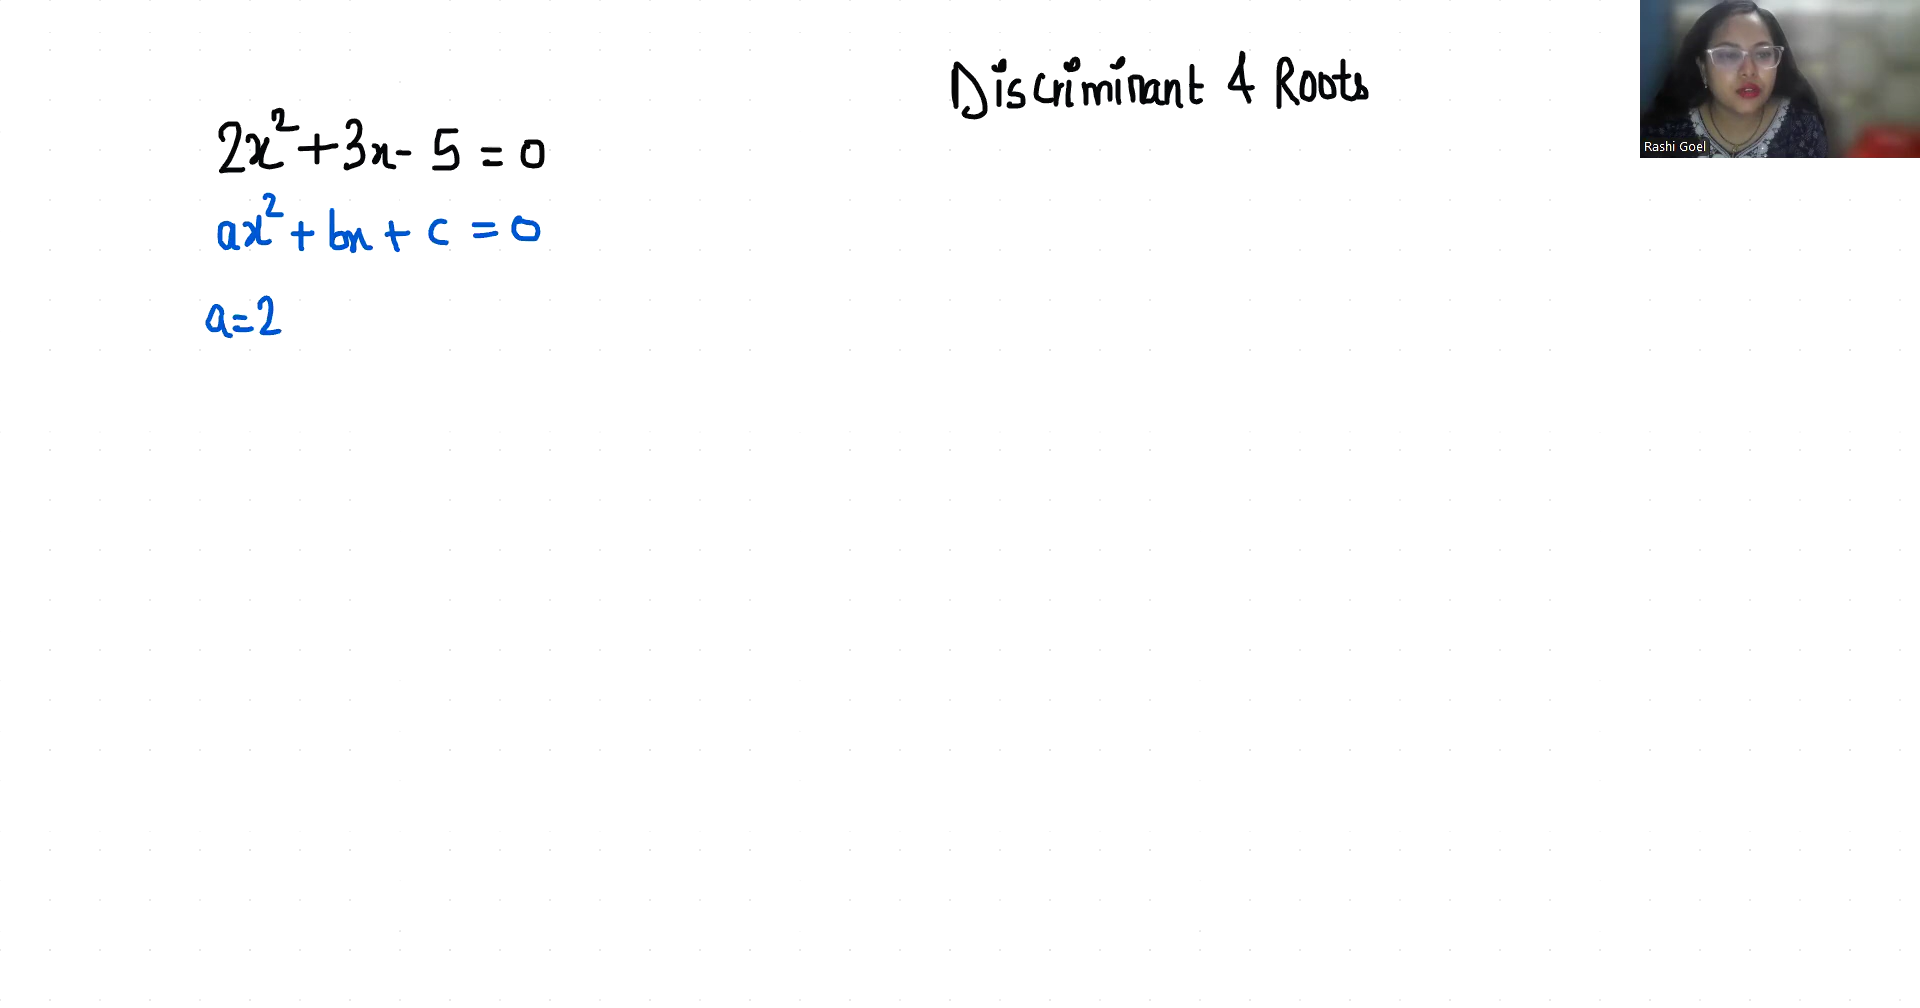 Discriminant & Roots
2x² + 3x - 5 = 0
ax² + bx + c = 0
a = 2
Rashi Goel